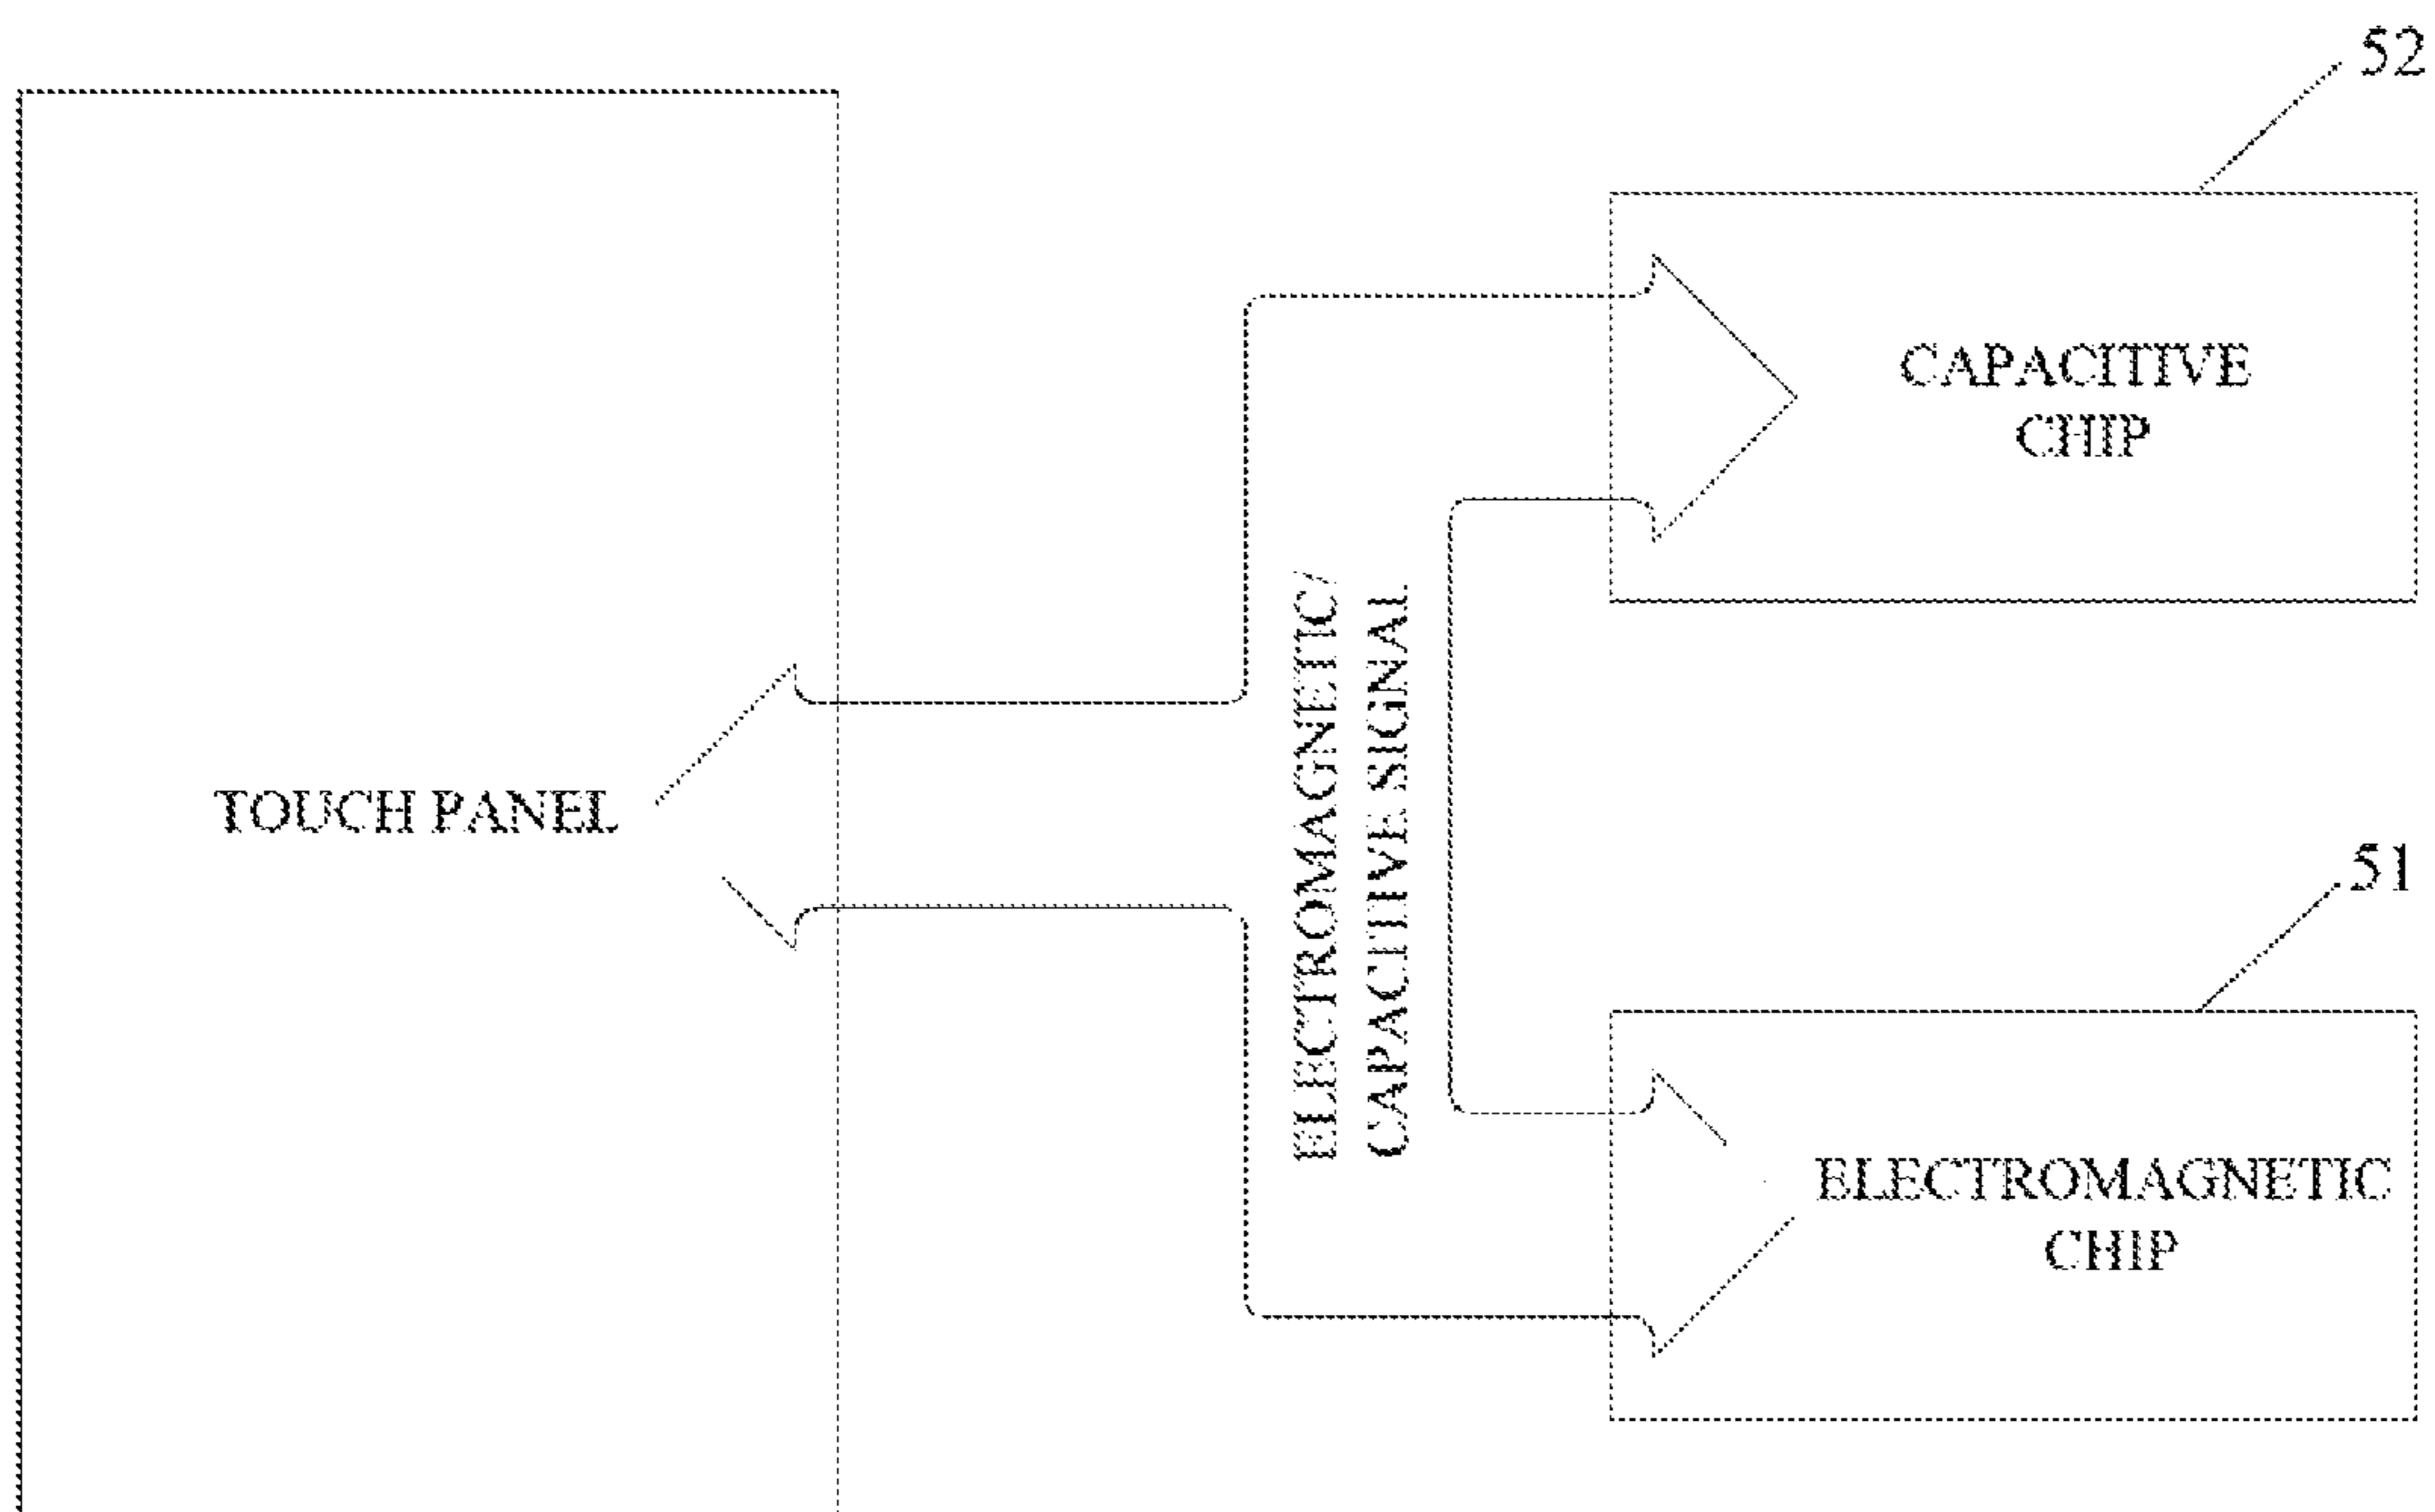 52
CAPACITIVE
CHIP
TOUCH PANEL
ELECTROMAGNETIC/
CAPACITIVE SIGNAL
51
ELECTROMAGNETIC
CHIP